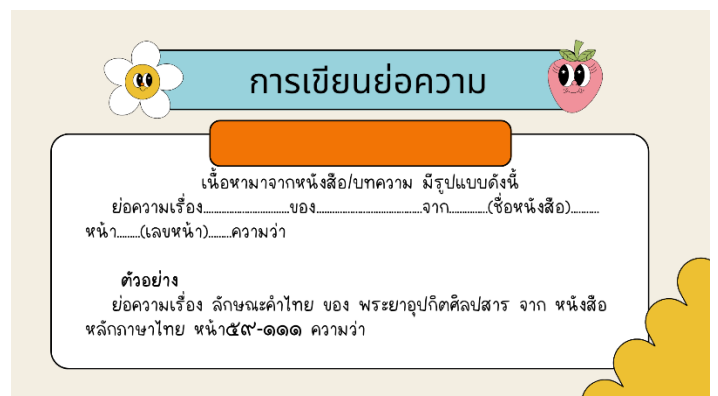 การเขียนย่อความ
เนื้อหามาจากหนังสือ/บทความ มีรูปแบบดังนี้
ย่อความเรื่อง..............................ของ.....................................จาก..............(ชื่อหนังสือ)..........
หน้า........(เลขหน้า)........ความว่า
ตัวอย่าง
ย่อความเรื่อง ลักษณะคำไทย ของ พระยาอุปกิตศิลปสาร จาก หนังสือ
หลักภาษาไทย หน้า๕๙-๑๑๑ ความว่า